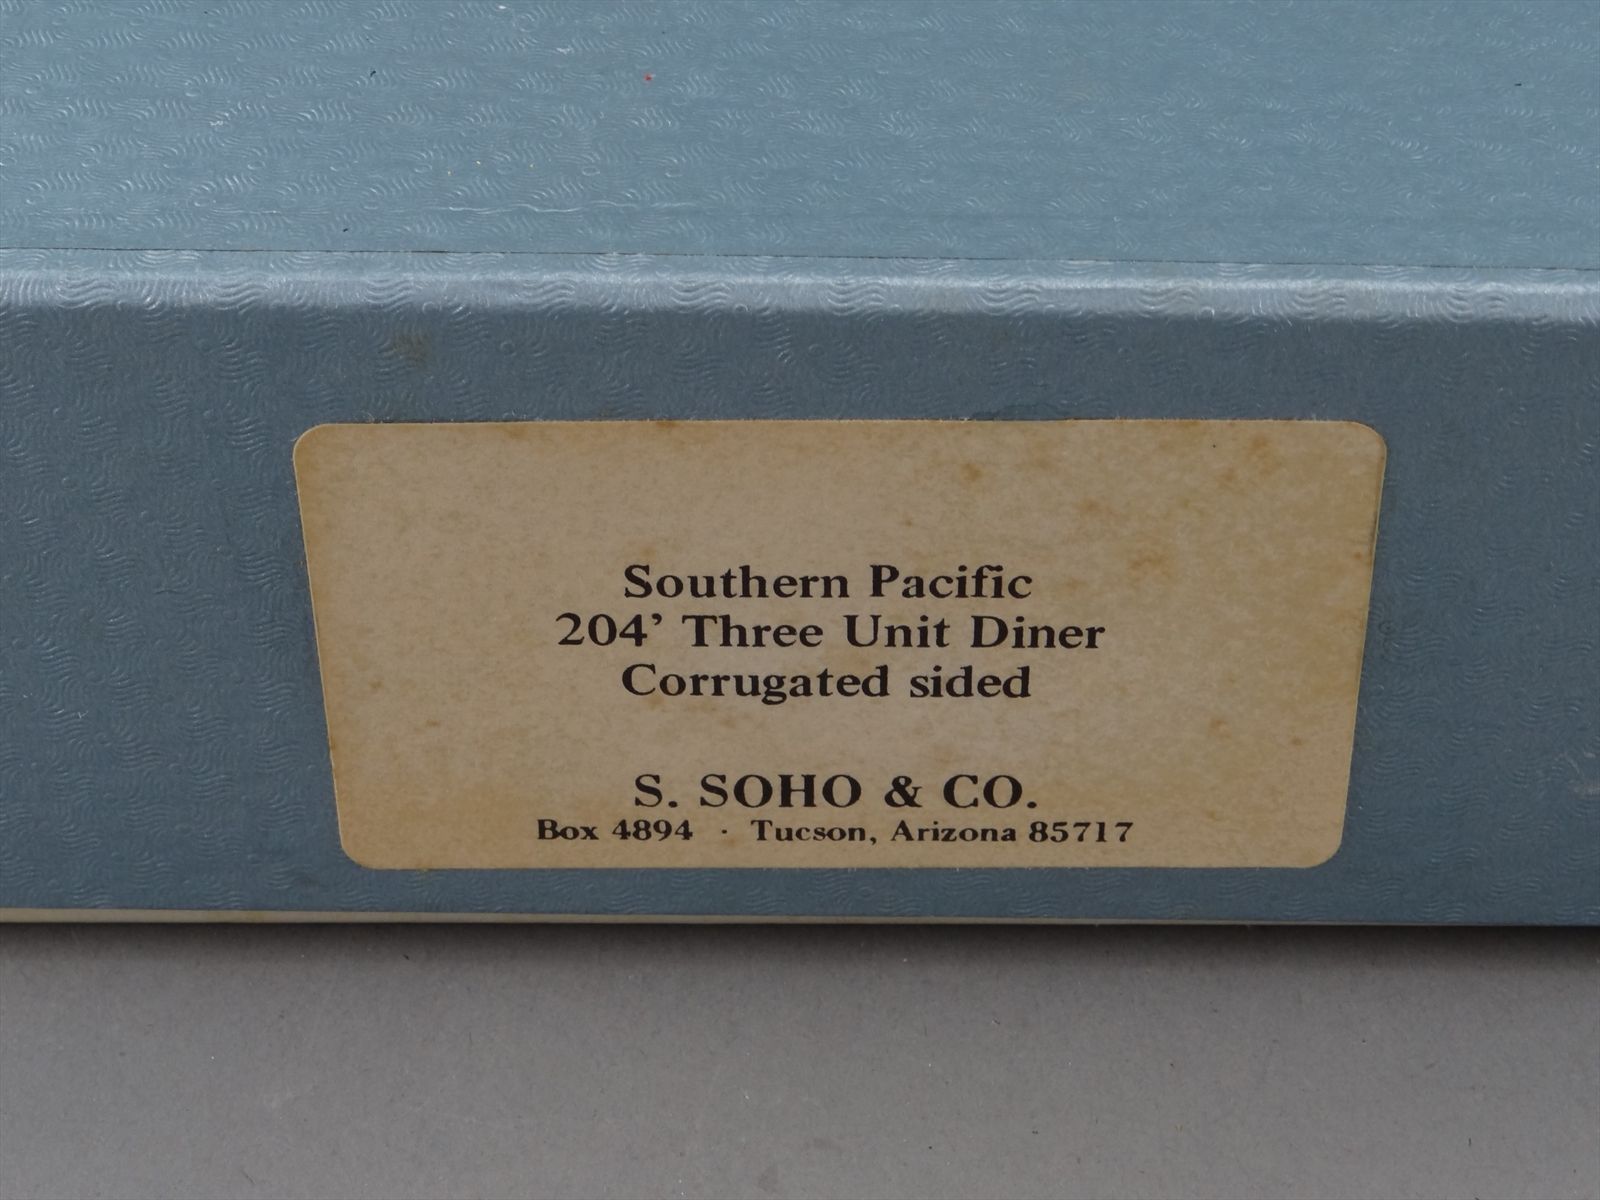 Southern Pacific
204' Three Unit Diner
Corrugated sided
S. SOHO & CO.
Box 4894 · Tucson, Arizona 85717